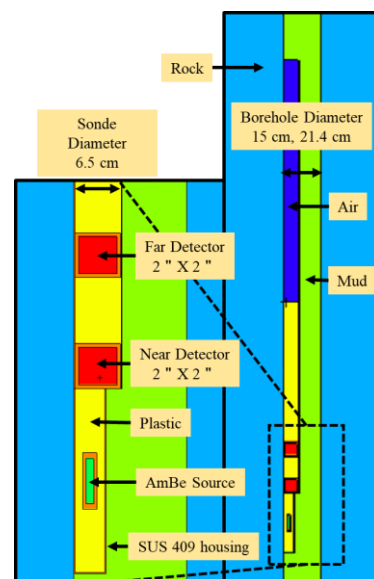 Rock
Sonde
Diameter
6.5 cm
Borehole Diameter
15 cm, 21.4 cm
Air
Far Detector
2 " X 2 "
Mud
Near Detector
2 " X 2 "
Plastic
AmBe Source
SUS 409 housing